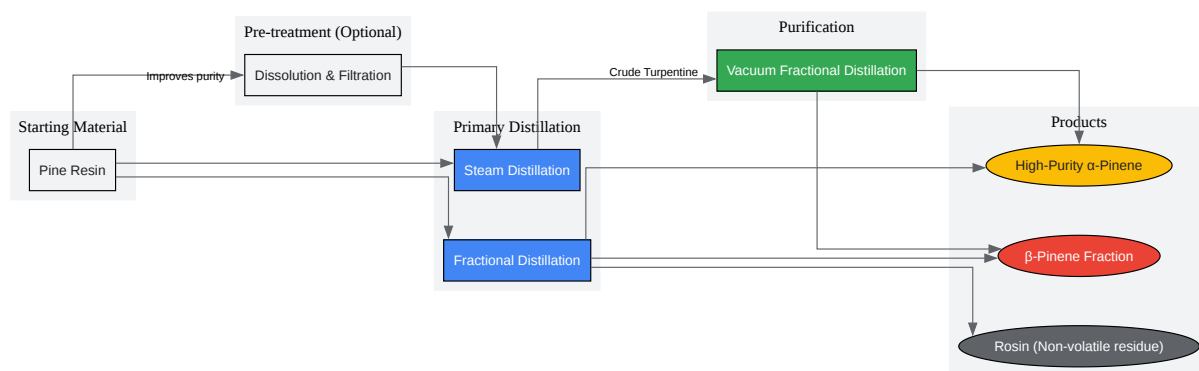 Pre-treatment (Optional)
Dissolution & Filtration
Improves purity
Starting Material
Pine Resin
Primary Distillation
Steam Distillation
Fractional Distillation
Crude Turpentine
Purification
Vacuum Fractional Distillation
Products
High-Purity α-Pinene
β-Pinene Fraction
Rosin (Non-volatile residue)